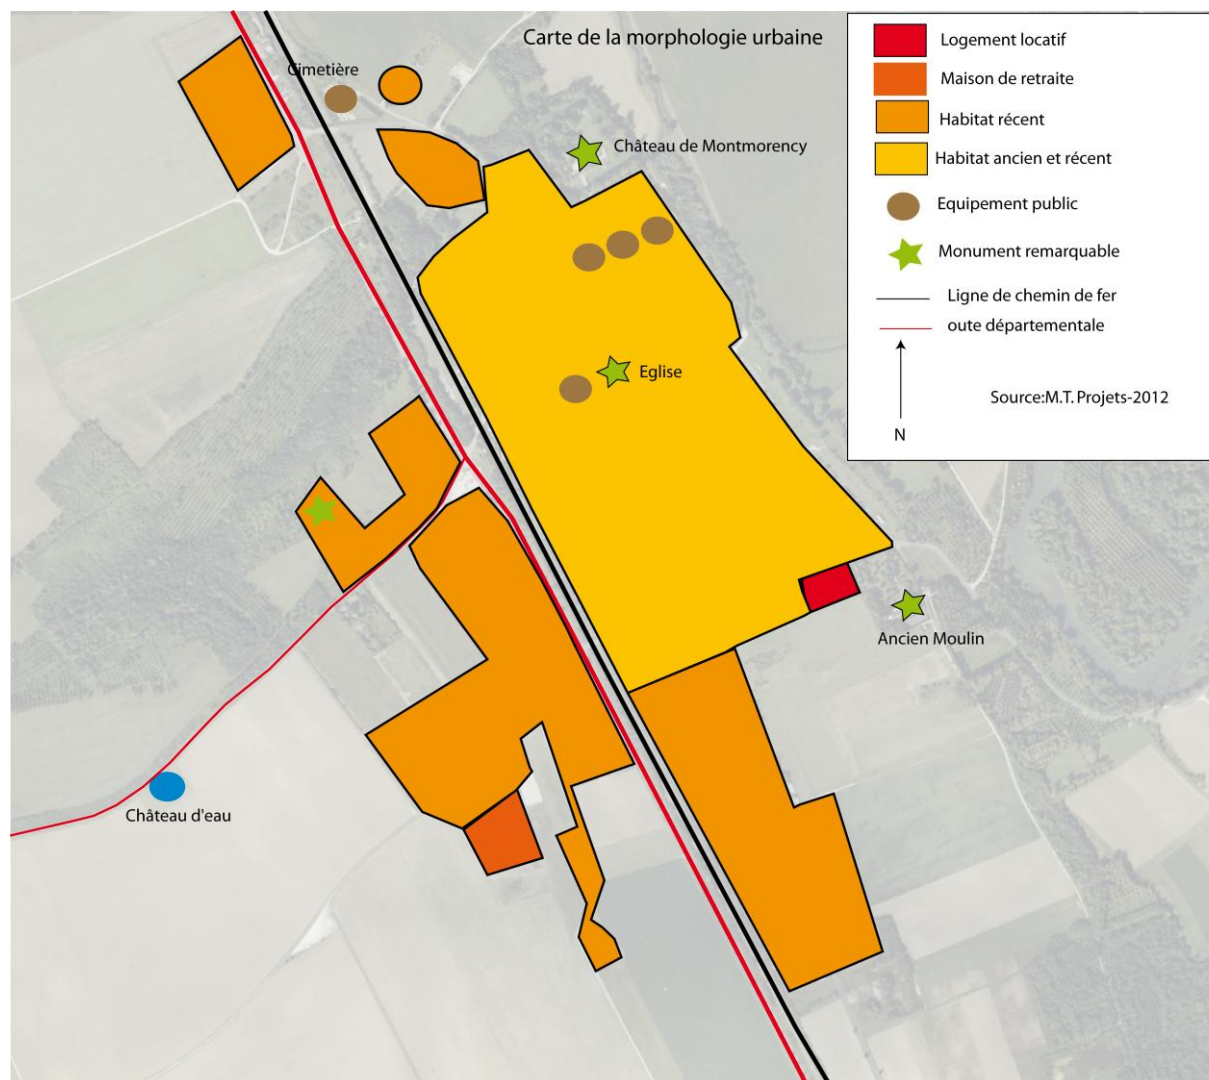 Carte de la morphologie urbaine
Cimetière
Château de Montmorency
Eglise
Ancien Moulin
Château d'eau
Logement locatif
Maison de retraite
Habitat récent
Habitat ancien et récent
Equipement public
Monument remarquable
Ligne de chemin de fer
oute départementale
Source:M.T. Projets-2012
N